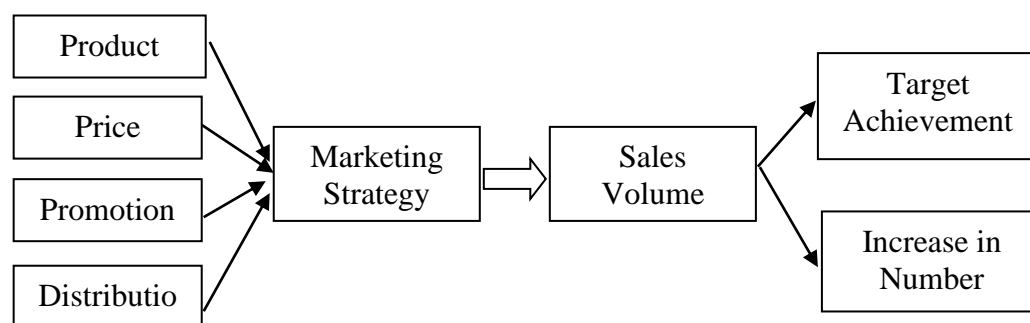 Product
Price
Promotion
Distributio
Marketing
Strategy
Sales
Volume
Target
Achievement
Increase in
Number